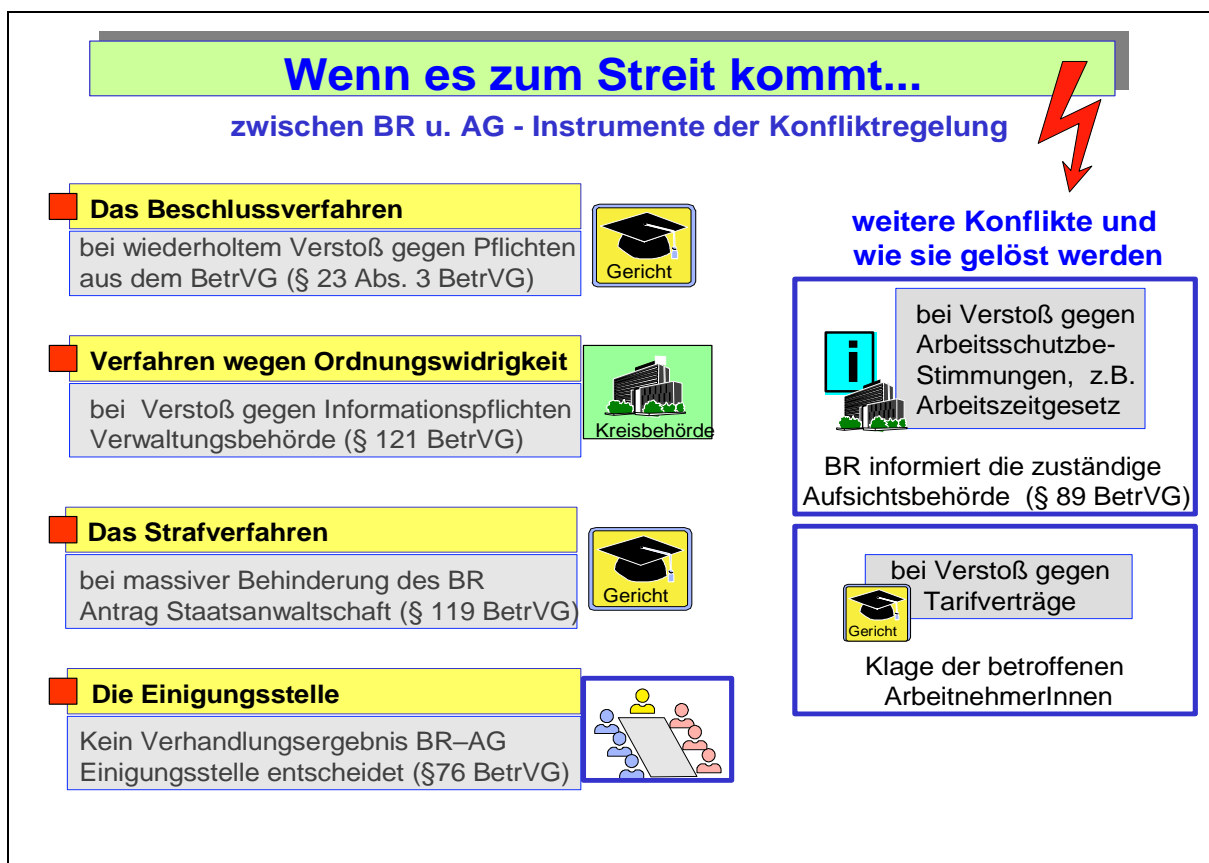 Wenn es zum Streit kommt...
zwischen BR u. AG - Instrumente der Konfliktregelung
Das Beschlussverfahren
bei wiederholtem Verstoß gegen Pflichten
aus dem BetrVG (§ 23 Abs. 3 BetrVG)
Gericht
Verfahren wegen Ordnungswidrigkeit
bei  Verstoß gegen Informationspflichten
Verwaltungsbehörde (§ 121 BetrVG)
Kreisbehörde
Das Strafverfahren
bei massiver Behinderung des BR
Antrag Staatsanwaltschaft (§ 119 BetrVG)
Gericht
Die Einigungsstelle
Kein Verhandlungsergebnis BR–AG
Einigungsstelle entscheidet (§76 BetrVG)
weitere Konflikte und
wie sie gelöst werden
i
bei Verstoß gegen
Arbeitsschutzbe-
Stimmungen,  z.B.
Arbeitszeitgesetz
BR informiert die zuständige
Aufsichtsbehörde  (§ 89 BetrVG)
bei Verstoß gegen
Tarifverträge
Gericht
Klage der betroffenen
ArbeitnehmerInnen